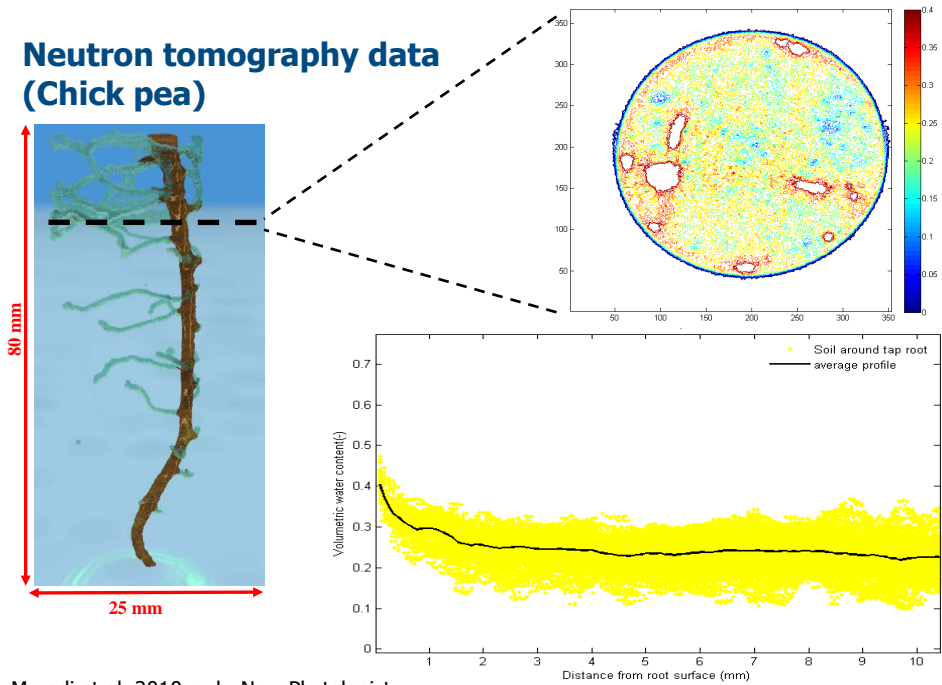 Neutron tomography data
(Chick pea)
80 mm
25 mm
350
300
250
200
150
100
50
50 100 150 200 250 300 350
0.4
0.35
0.3
0.25
0.2
0.15
0.1
0.05
0
Soil around tap root
average profile
Volumetric water content(-)
0.7
0.6
0.5
0.4
0.3
0.2
0.1
0
1 2 3 4 5 6 7 8 9 10
Distance from root surface (mm)